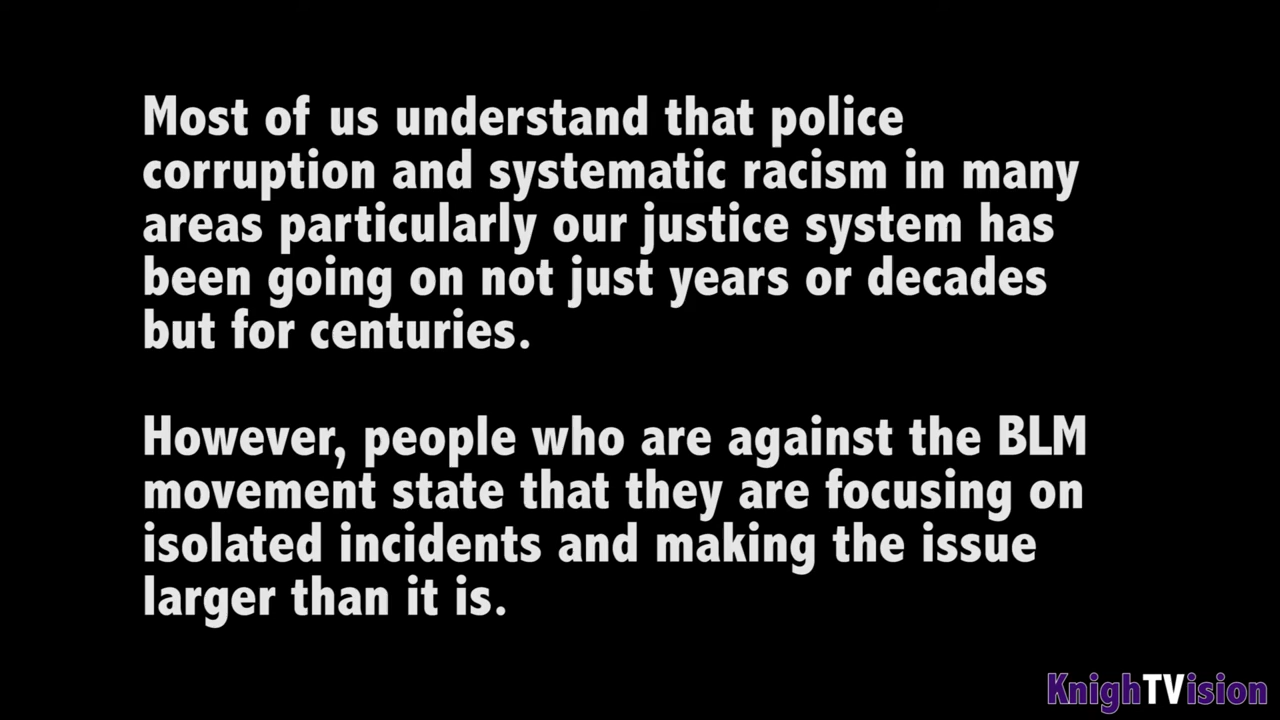 Most of us understand that police
corruption and systematic racism in many
areas particularly our justice system has
been going on not just years or decades
but for centuries.
However, people who are against the BLM
movement state that they are focusing on
isolated incidents and making the issue
larger than it is.
KnighTVision